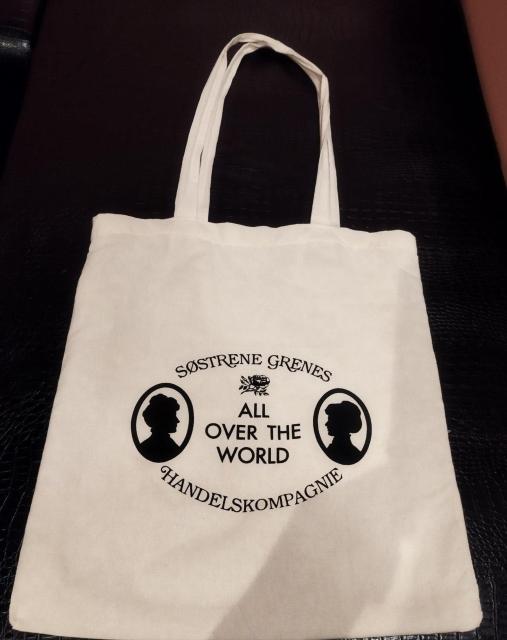 SØSTRENE GRENES
ALL
OVER THE
WORLD
HANDELSKOMPAGNIE